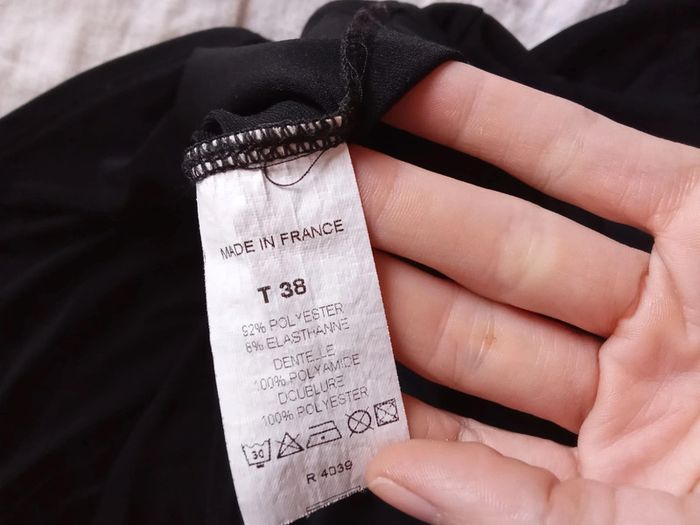 MADE IN FRANCE
T 38
92% POLYESTER
8% ELASTHANNE
DENTELLE
100% POLYAMIDE
DOUBLURE
100% POLYESTER
30
R 4039